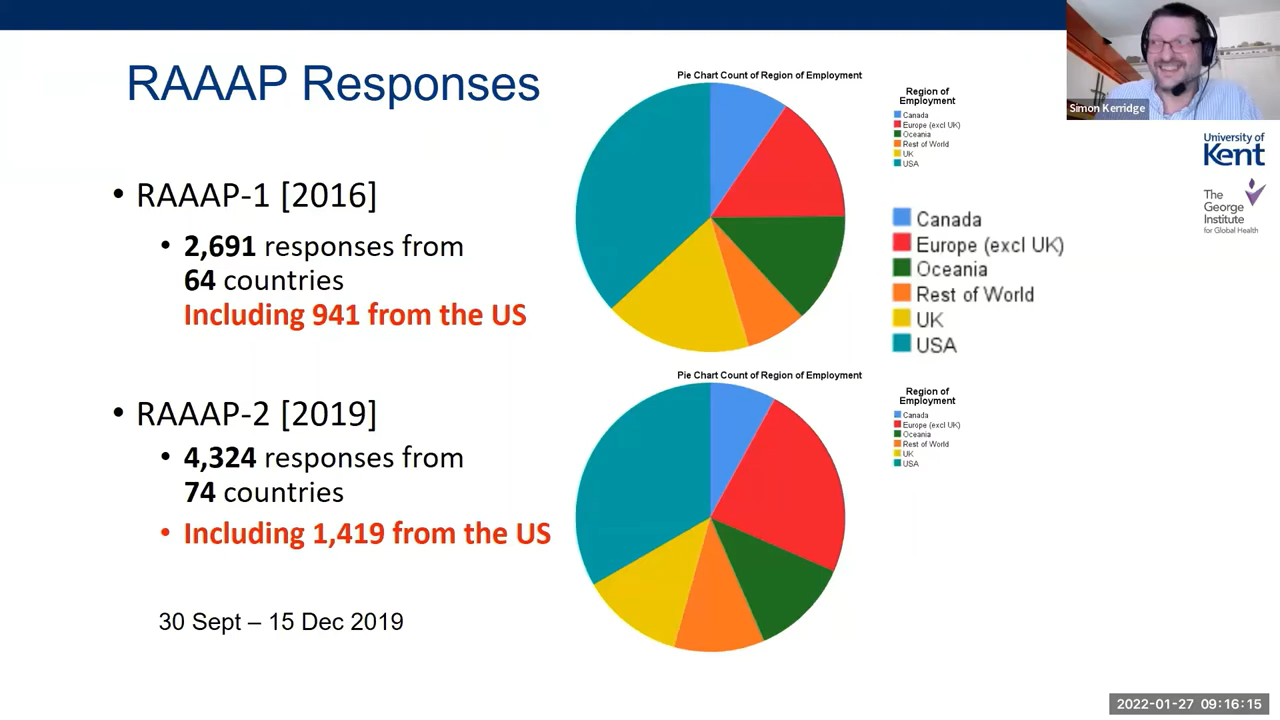 RAAAP Responses
• RAAAP-1 [2016]
• 2,691 responses from
64 countries
Including 941 from the US
• RAAAP-2 [2019]
• 4,324 responses from
74 countries
• Including 1,419 from the US
30 Sept – 15 Dec 2019
Pie Chart Count of Region of Employment
Region of
Employment
Canada
Europe (excl UK)
Oceania
Rest of World
UK
USA
Canada
Europe (excl UK)
Oceania
Rest of World
UK
USA
Pie Chart Count of Region of Employment
Region of
Employment
Canada
Europe (excl UK)
Oceania
Rest of World
UK
USA
Simon Kerridge
University of
Kent
The
George
Institute
for Global Health
2022-01-27 09:16:15